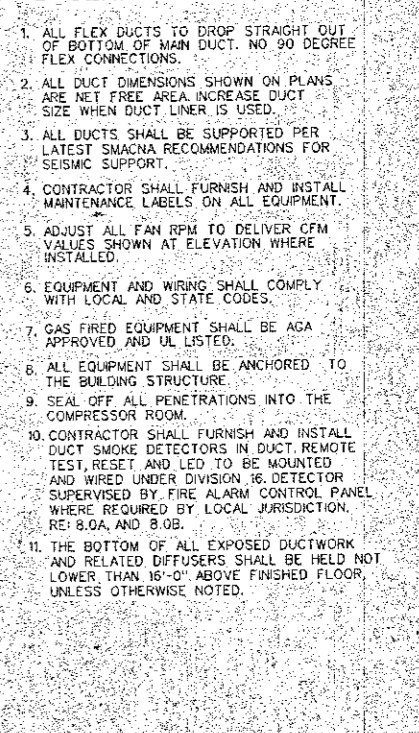 1. ALL FLEX DUCTS TO DROP STRAIGHT OUT
OF BOTTOM OF MAIN DUCT. NO 90 DEGREE
FLEX CONNECTIONS.
2. ALL DUCT DIMENSIONS SHOWN ON PLANS
ARE NET FREE AREA. INCREASE DUCT
SIZE WHEN DUCT LINER IS USED.
3. ALL DUCTS SHALL BE SUPPORTED PER
LATEST SMACNA RECOMMENDATIONS FOR
SEISMIC SUPPORT.
4. CONTRACTOR SHALL FURNISH AND INSTALL
MAINTENANCE LABELS ON ALL EQUIPMENT.
5. ADJUST ALL FAN RPM TO DELIVER CFM
VALUES SHOWN AT ELEVATION WHERE
INSTALLED.
6. EQUIPMENT AND WIRING SHALL COMPLY
WITH LOCAL AND STATE CODES.
7. GAS FIRED EQUIPMENT SHALL BE AGA
APPROVED AND UL LISTED.
8. ALL EQUIPMENT SHALL BE ANCHORED TO
THE BUILDING STRUCTURE.
9. SEAL OFF ALL PENETRATIONS INTO THE
COMPRESSOR ROOM.
10. CONTRACTOR SHALL FURNISH AND INSTALL
DUCT SMOKE DETECTORS IN DUCT. REMOTE
TEST, RESET AND LED TO BE MOUNTED
AND WIRED UNDER DIVISION 16. DETECTOR
SUPERVISED BY FIRE ALARM CONTROL PANEL
WHERE REQUIRED BY LOCAL JURISDICTION.
RE: 8.0A, AND 8.0B.
11. THE BOTTOM OF ALL EXPOSED DUCTWORK
AND RELATED DIFFUSERS SHALL BE HELD NOT
LOWER THAN 16'-0" ABOVE FINISHED FLOOR,
UNLESS OTHERWISE NOTED.